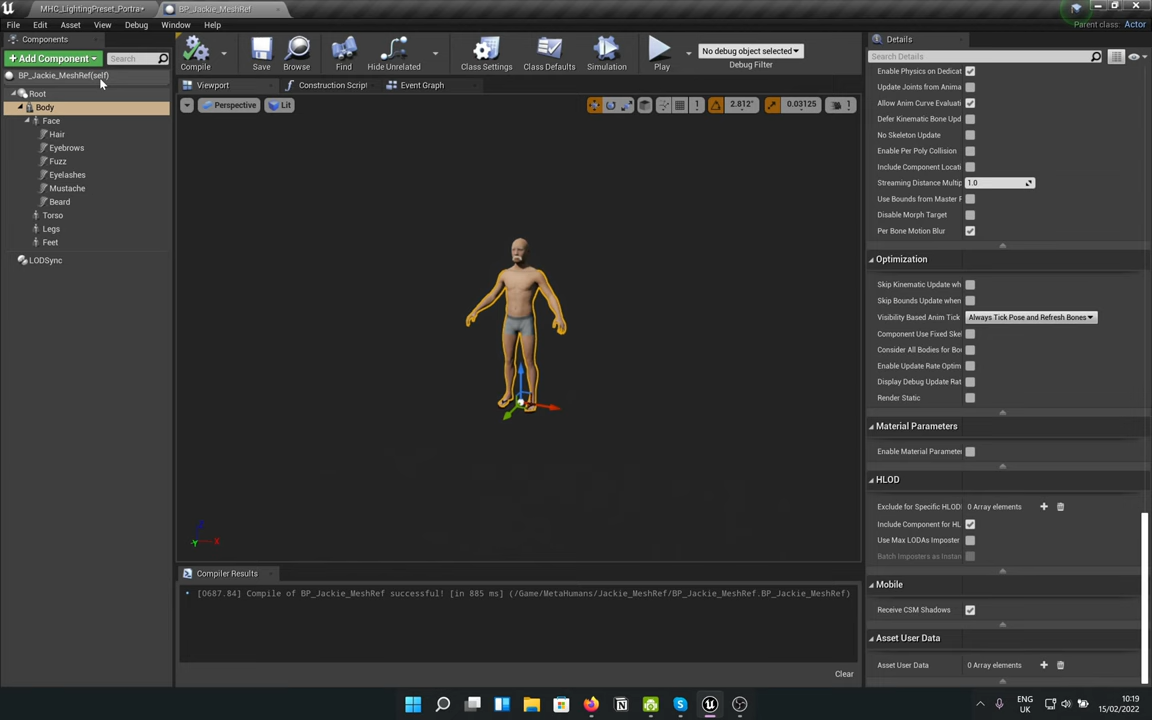 MHC_LightingPreset_Portra*
BP_Jackie_MeshRef
File Edit Asset View Debug Window Help
Parent class: Actor
Components
+ Add Component
Search
BP_Jackie_MeshRef(self)
Root
Body
Face
Hair
Eyebrows
Fuzz
Eyelashes
Mustache
Beard
Torso
Legs
Feet
LODSync
Compile
Save
Browse
Find
Hide Unrelated
Class Settings
Class Defaults
Simulation
Play
No debug object selected
Debug Filter
Viewport
Construction Script
Event Graph
Perspective
Lit
1
2.812°
0.03125
1
X
Compiler Results
[0687.84] Compile of BP_Jackie_MeshRef successful! [in 885 ms] (/Game/MetaHumans/Jackie_MeshRef/BP_Jackie_MeshRef.BP_Jackie_MeshRef)
Clear
Details
Search Details
Enable Physics on Dedicat
Update Joints from Anima
Allow Anim Curve Evaluati
Defer Kinematic Bone Upd
No Skeleton Update
Enable Per Poly Collision
Include Component Locati
Streaming Distance Multip 1.0
Use Bounds from Master P
Disable Morph Target
Per Bone Motion Blur
Optimization
Skip Kinematic Update wh
Skip Bounds Update when
Visibility Based Anim Tick Always Tick Pose and Refresh Bones
Component Use Fixed Ske
Consider All Bodies for Bo
Enable Update Rate Optim
Display Debug Update Rat
Render Static
Material Parameters
Enable Material Parameter
HLOD
Exclude for Specific HLOD 0 Array elements
Include Component for HL
Use Max LODAs Imposter
Batch Imposters as Instan
Mobile
Receive CSM Shadows
Asset User Data
Asset User Data 0 Array elements
ENG
UK
10:19
15/02/2022